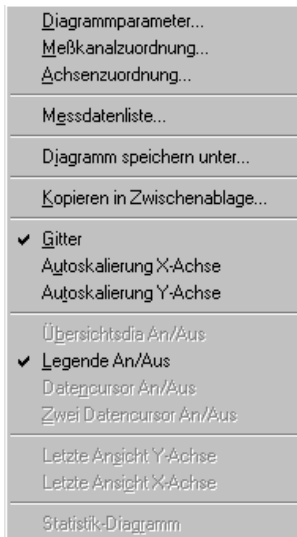 Diagrammparameter...
Meßkanalzuordnung...
Achsenzuordnung...
Messdatenliste...
Diagramm speichern unter...
Kopieren in Zwischenablage...
Gitter
Autoskalierung X-Achse
Autoskalierung Y-Achse
Übersichtsdia An/Aus
Legende An/Aus
Datencursor An/Aus
Zwei Datencursor An/Aus
Letzte Ansicht Y-Achse
Letzte Ansicht X-Achse
Statistik-Diagramm